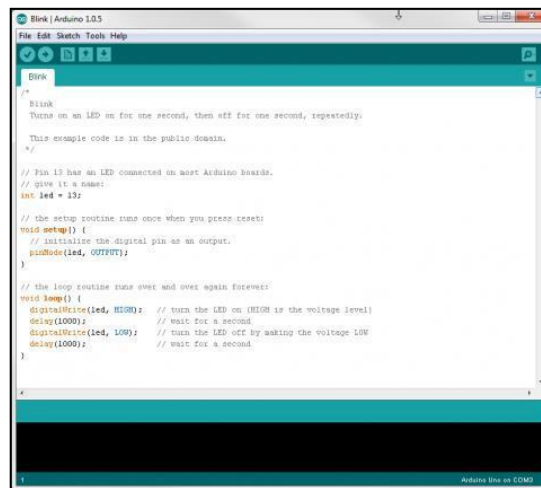 Blink | Arduino 1.0.5
File Edit Sketch Tools Help
Blink
/*
  Blink
  Turns on an LED on for one second, then off for one second, repeatedly.

  This example code is in the public domain.
 */

// Pin 13 has an LED connected on most Arduino boards.
// give it a name:
int led = 13;

// the setup routine runs once when you press reset:
void setup() {
  // initialize the digital pin as an output.
  pinMode(led, OUTPUT);
}

// the loop routine runs over and over again forever:
void loop() {
  digitalWrite(led, HIGH);   // turn the LED on (HIGH is the voltage level)
  delay(1000);               // wait for a second
  digitalWrite(led, LOW);    // turn the LED off by making the voltage LOW
  delay(1000);               // wait for a second
}
1
Arduino Uno on COM3